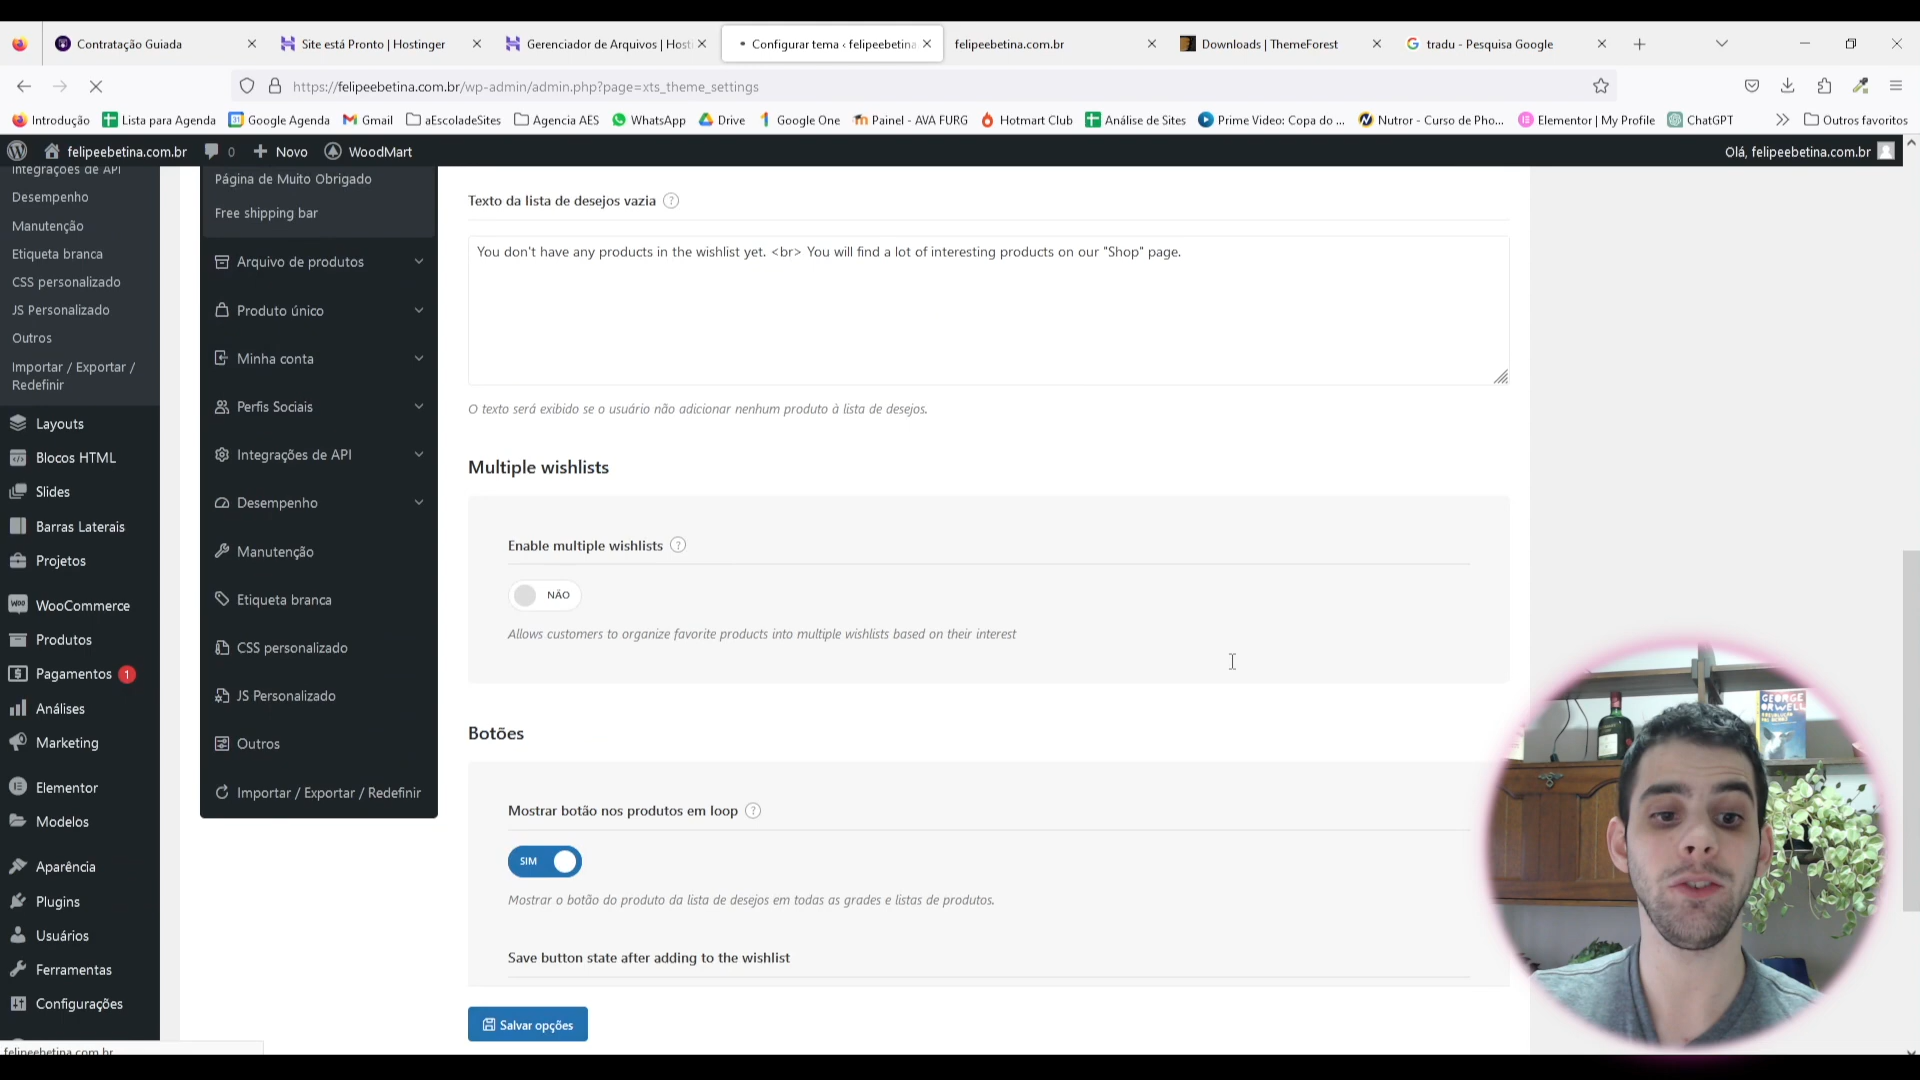 Contratação Guiada
Site está Pronto | Hostinger
Gerenciador de Arquivos | Host
Configurar tema ‹ felipeebetina
felipeebetina.com.br
Downloads | ThemeForest
tradu - Pesquisa Google
https://felipeebetina.com.br/wp-admin/admin.php?page=xts_theme_settings
Introdução
Lista para Agenda
Google Agenda
Gmail
aEscoladeSites
Agencia AES
WhatsApp
Drive
Google One
Painel - AVA FURG
Hotmart Club
Análise de Sites
Prime Video: Copa do ...
Nutror - Curso de Pho...
Elementor | My Profile
ChatGPT
Outros favoritos
felipeebetina.com.br
0
Novo
WoodMart
Olá, felipeebetina.com.br
Integrações de API
Desempenho
Manutenção
Etiqueta branca
CSS personalizado
JS Personalizado
Outros
Importar / Exportar /
Redefinir
Layouts
Blocos HTML
Slides
Barras Laterais
Projetos
WooCommerce
Produtos
Pagamentos 1
Análises
Marketing
Elementor
Modelos
Aparência
Plugins
Usuários
Ferramentas
Configurações
felipeebetina.com.br
Página de Muito Obrigado
Free shipping bar
Arquivo de produtos
Produto único
Minha conta
Perfis Sociais
Integrações de API
Desempenho
Manutenção
Etiqueta branca
CSS personalizado
JS Personalizado
Outros
Importar / Exportar / Redefinir
Texto da lista de desejos vazia ?
You don't have any products in the wishlist yet. <br> You will find a lot of interesting products on our "Shop" page.
O texto será exibido se o usuário não adicionar nenhum produto à lista de desejos.
Multiple wishlists
Enable multiple wishlists ?
NÃO
Allows customers to organize favorite products into multiple wishlists based on their interest
Botões
Mostrar botão nos produtos em loop ?
SIM
Mostrar o botão do produto da lista de desejos em todas as grades e listas de produtos.
Save button state after adding to the wishlist
Salvar opções
GEORGE
ORWELL